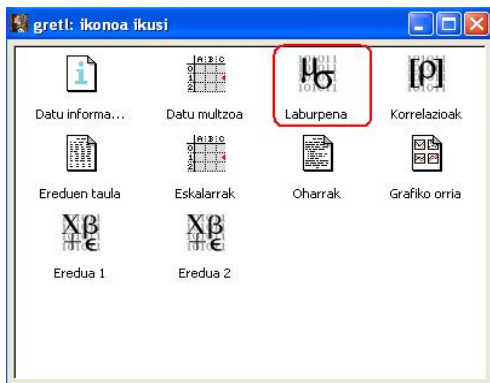 gretl: ikonoa ikusi
Datu informa...
Datu multzoa
Laburpena
Korrelazioak
Ereduen taula
Eskalarrak
Oharrak
Grafiko orria
Eredua 1
Eredua 2